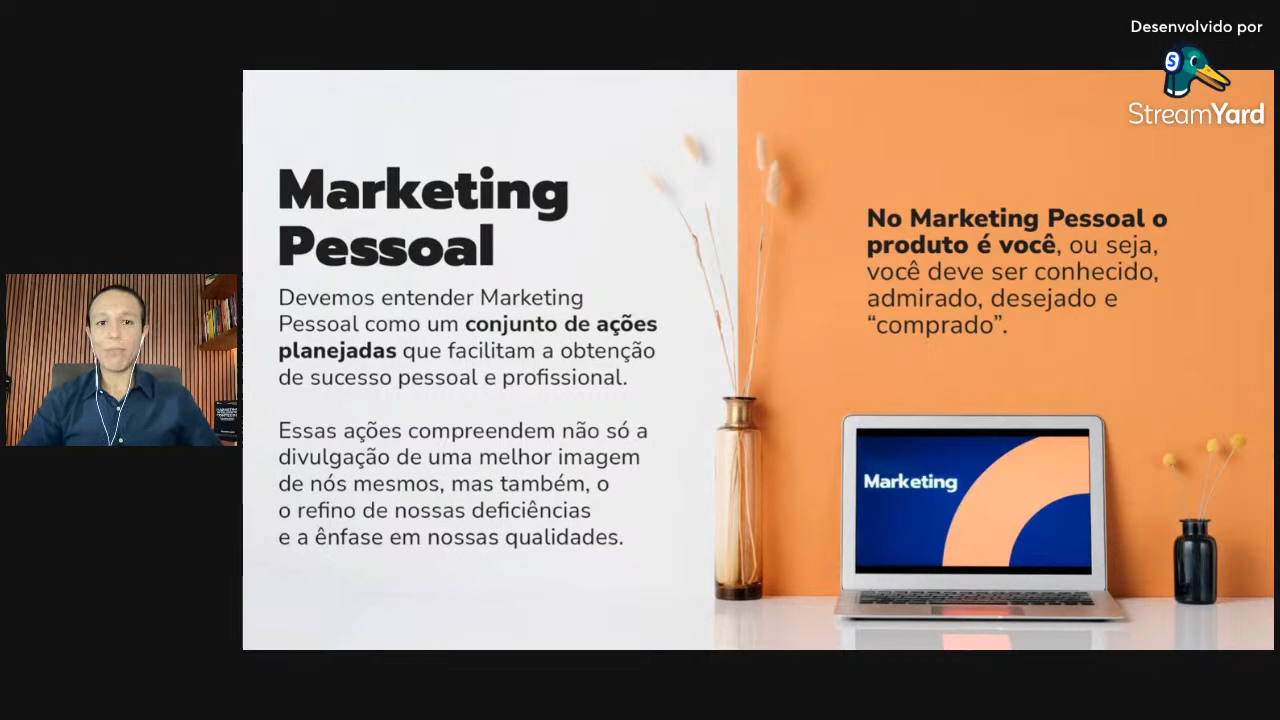 Desenvolvido por
StreamYard
Marketing
Pessoal
Devemos entender Marketing
Pessoal como um conjunto de ações
planejadas que facilitam a obtenção
de sucesso pessoal e profissional.
Essas ações compreendem não só a
divulgação de uma melhor imagem
de nós mesmos, mas também, o
o refino de nossas deficiências
e a ênfase em nossas qualidades.
No Marketing Pessoal o
produto é você, ou seja,
você deve ser conhecido,
admirado, desejado e
“comprado”.
Marketing